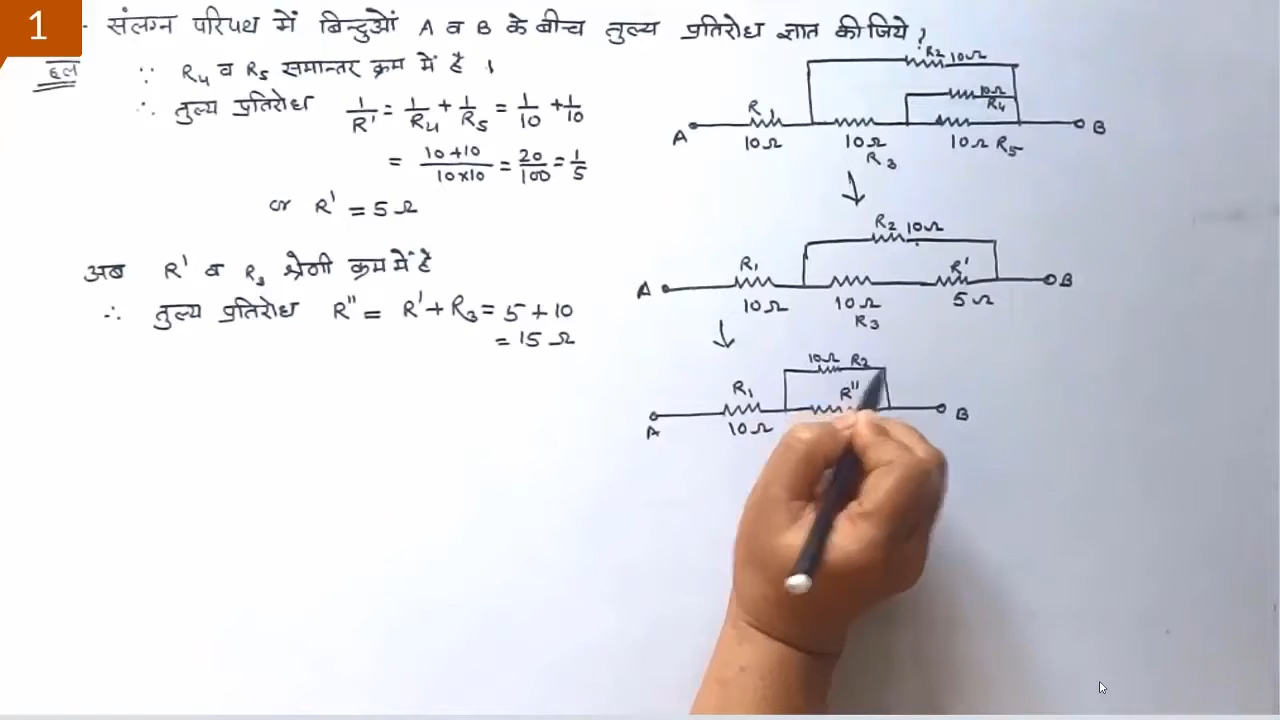 1
संलग्न परिपथ में बिन्दुओं A व B के बीच तुल्य प्रतिरोध ज्ञात कीजिये?
हल
∵ R4 व R5 समान्तर क्रम में है ।
∴ तुल्य प्रतिरोध 1/R' = 1/R4 + 1/R5 = 1/10 + 1/10
= 10+10/10×10 = 20/100 = 1/5
or R' = 5 Ω
अब R' व R3 श्रेणी क्रम में है
∴ तुल्य प्रतिरोध R'' = R' + R3 = 5 + 10
= 15 Ω
R2 10Ω
10Ω
R4
A R1 B
10Ω 10Ω 10Ω R5
R3
R2 10Ω
A R1 R' B
10Ω 10Ω 5Ω
R3
10Ω R2
R1 R''
A B
10Ω